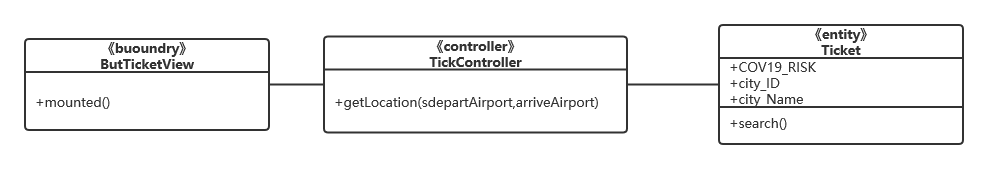 《buoundry》
ButTicketView
+mounted()
《controller》
TickController
+getLocation(sdepartAirport,arriveAirport)
《entity》
Ticket
+COV19_RISK
+city_ID
+city_Name
+search()